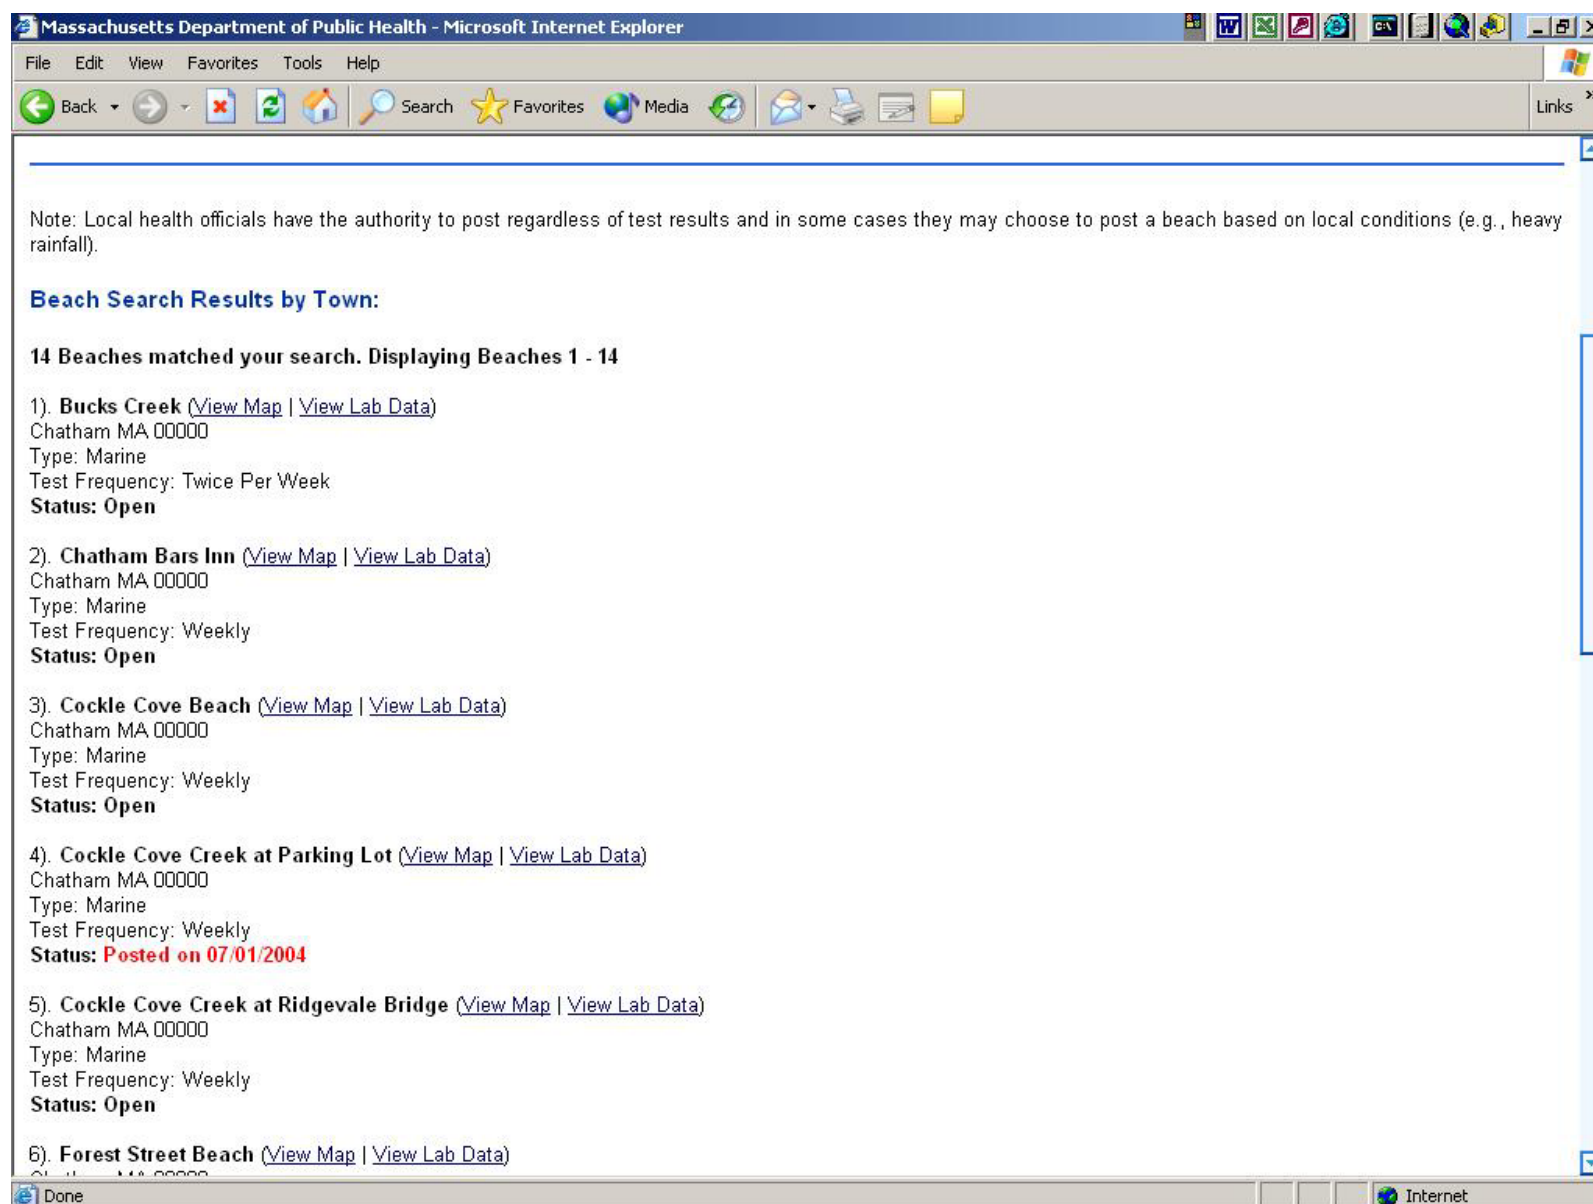 Massachusetts Department of Public Health - Microsoft Internet Explorer
File Edit View Favorites Tools Help
Back Search Favorites Media Links
Note: Local health officials have the authority to post regardless of test results and in some cases they may choose to post a beach based on local conditions (e.g., heavy
rainfall).
Beach Search Results by Town:
14 Beaches matched your search. Displaying Beaches 1 - 14
1). Bucks Creek (View Map | View Lab Data)
Chatham MA 00000
Type: Marine
Test Frequency: Twice Per Week
Status: Open
2). Chatham Bars Inn (View Map | View Lab Data)
Chatham MA 00000
Type: Marine
Test Frequency: Weekly
Status: Open
3). Cockle Cove Beach (View Map | View Lab Data)
Chatham MA 00000
Type: Marine
Test Frequency: Weekly
Status: Open
4). Cockle Cove Creek at Parking Lot (View Map | View Lab Data)
Chatham MA 00000
Type: Marine
Test Frequency: Weekly
Status: Posted on 07/01/2004
5). Cockle Cove Creek at Ridgevale Bridge (View Map | View Lab Data)
Chatham MA 00000
Type: Marine
Test Frequency: Weekly
Status: Open
6). Forest Street Beach (View Map | View Lab Data)
Done Internet